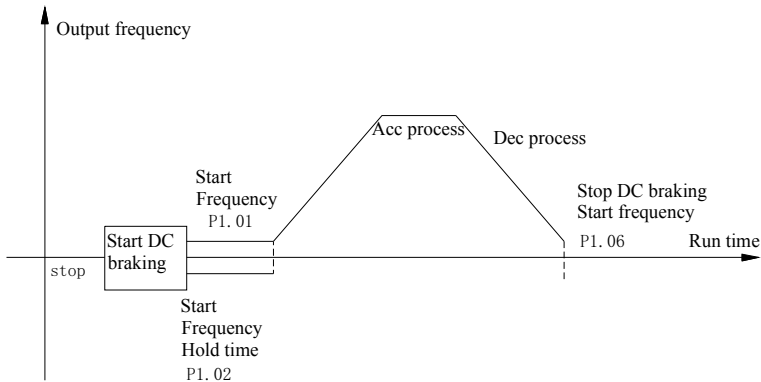 Output frequency
Acc process
Dec process
Start
Frequency
P1.01
Stop DC braking
Start frequency
P1.06
Run time
Start DC
braking
stop
Start
Frequency
Hold time
P1.02